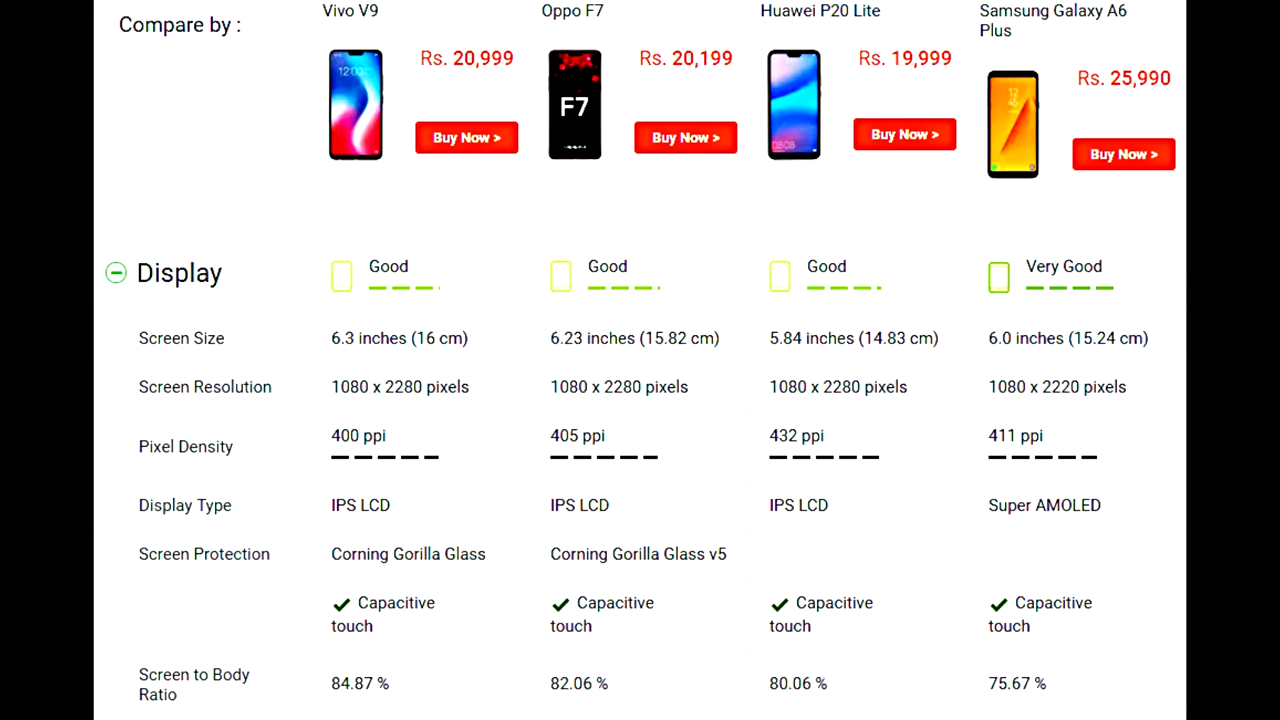 Compare by :
Vivo V9
Oppo F7
Huawei P20 Lite
Samsung Galaxy A6
Plus
12:00
F7
08:08
12
45
Rs. 20,999
Rs. 20,199
Rs. 19,999
Rs. 25,990
Buy Now >
Buy Now >
Buy Now >
Buy Now >
Display
Good
Good
Good
Very Good
Screen Size
6.3 inches (16 cm)
6.23 inches (15.82 cm)
5.84 inches (14.83 cm)
6.0 inches (15.24 cm)
Screen Resolution
1080 x 2280 pixels
1080 x 2280 pixels
1080 x 2280 pixels
1080 x 2220 pixels
Pixel Density
400 ppi
405 ppi
432 ppi
411 ppi
Display Type
IPS LCD
IPS LCD
IPS LCD
Super AMOLED
Screen Protection
Corning Gorilla Glass
Corning Gorilla Glass v5
Capacitive
touch
Capacitive
touch
Capacitive
touch
Capacitive
touch
Screen to Body
Ratio
84.87 %
82.06 %
80.06 %
75.67 %